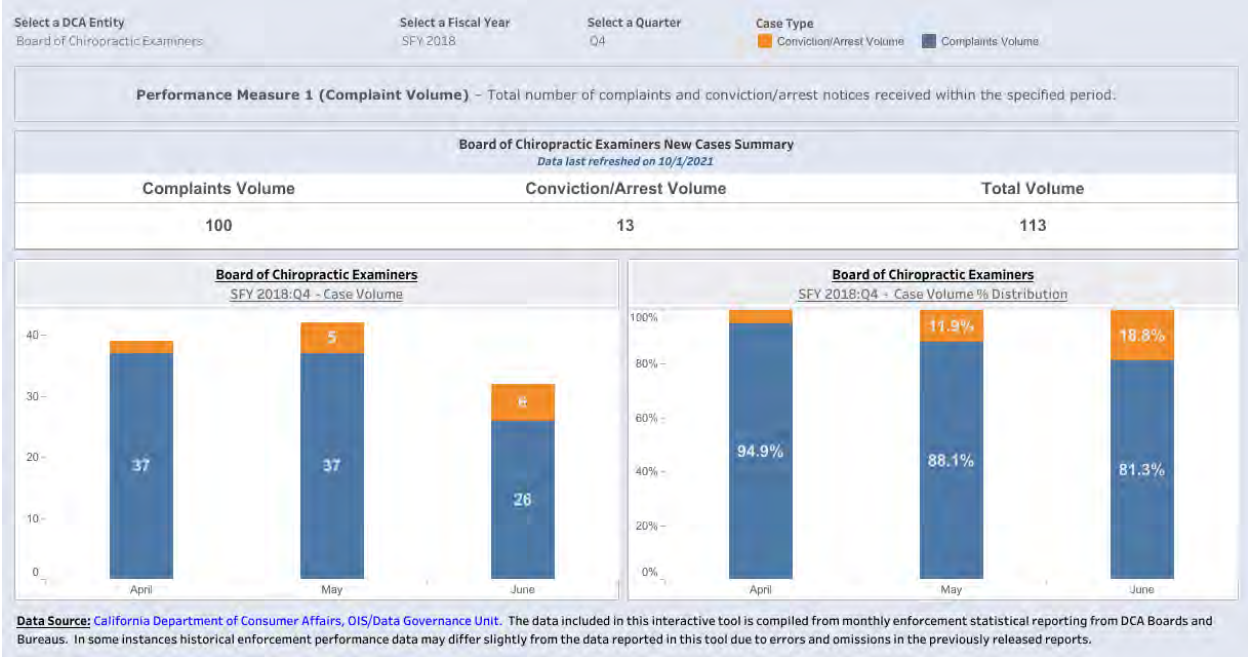 Select a DCA Entity
Select a Fiscal Year
Select a Quarter
Case Type
Board of Chiropractic Examiners
SFY 2018
Q4
Conviction/Arrest Volume
Complaints Volume
Performance Measure 1 (Complaint Volume) - Total number of complaints and conviction/arrest notices received within the specified period.
Board of Chiropractic Examiners New Cases Summary
Data last refreshed on 10/1/2021
Complaints Volume
Conviction/Arrest Volume
Total Volume
100
13
113
Board of Chiropractic Examiners
SFY 2018:Q4 - Case Volume
40
30
20
10
0
5
6
37
37
26
April
May
June
Board of Chiropractic Examiners
SFY 2018:Q4 - Case Volume % Distribution
100%
80%
60%
40%
20%
0%
11.9%
18.8%
94.9%
88.1%
81.3%
April
May
June
Data Source: California Department of Consumer Affairs, OIS/Data Governance Unit. The data included in this interactive tool is compiled from monthly enforcement statistical reporting from DCA Boards and
Bureaus. In some instances historical enforcement performance data may differ slightly from the data reported in this tool due to errors and omissions in the previously released reports.